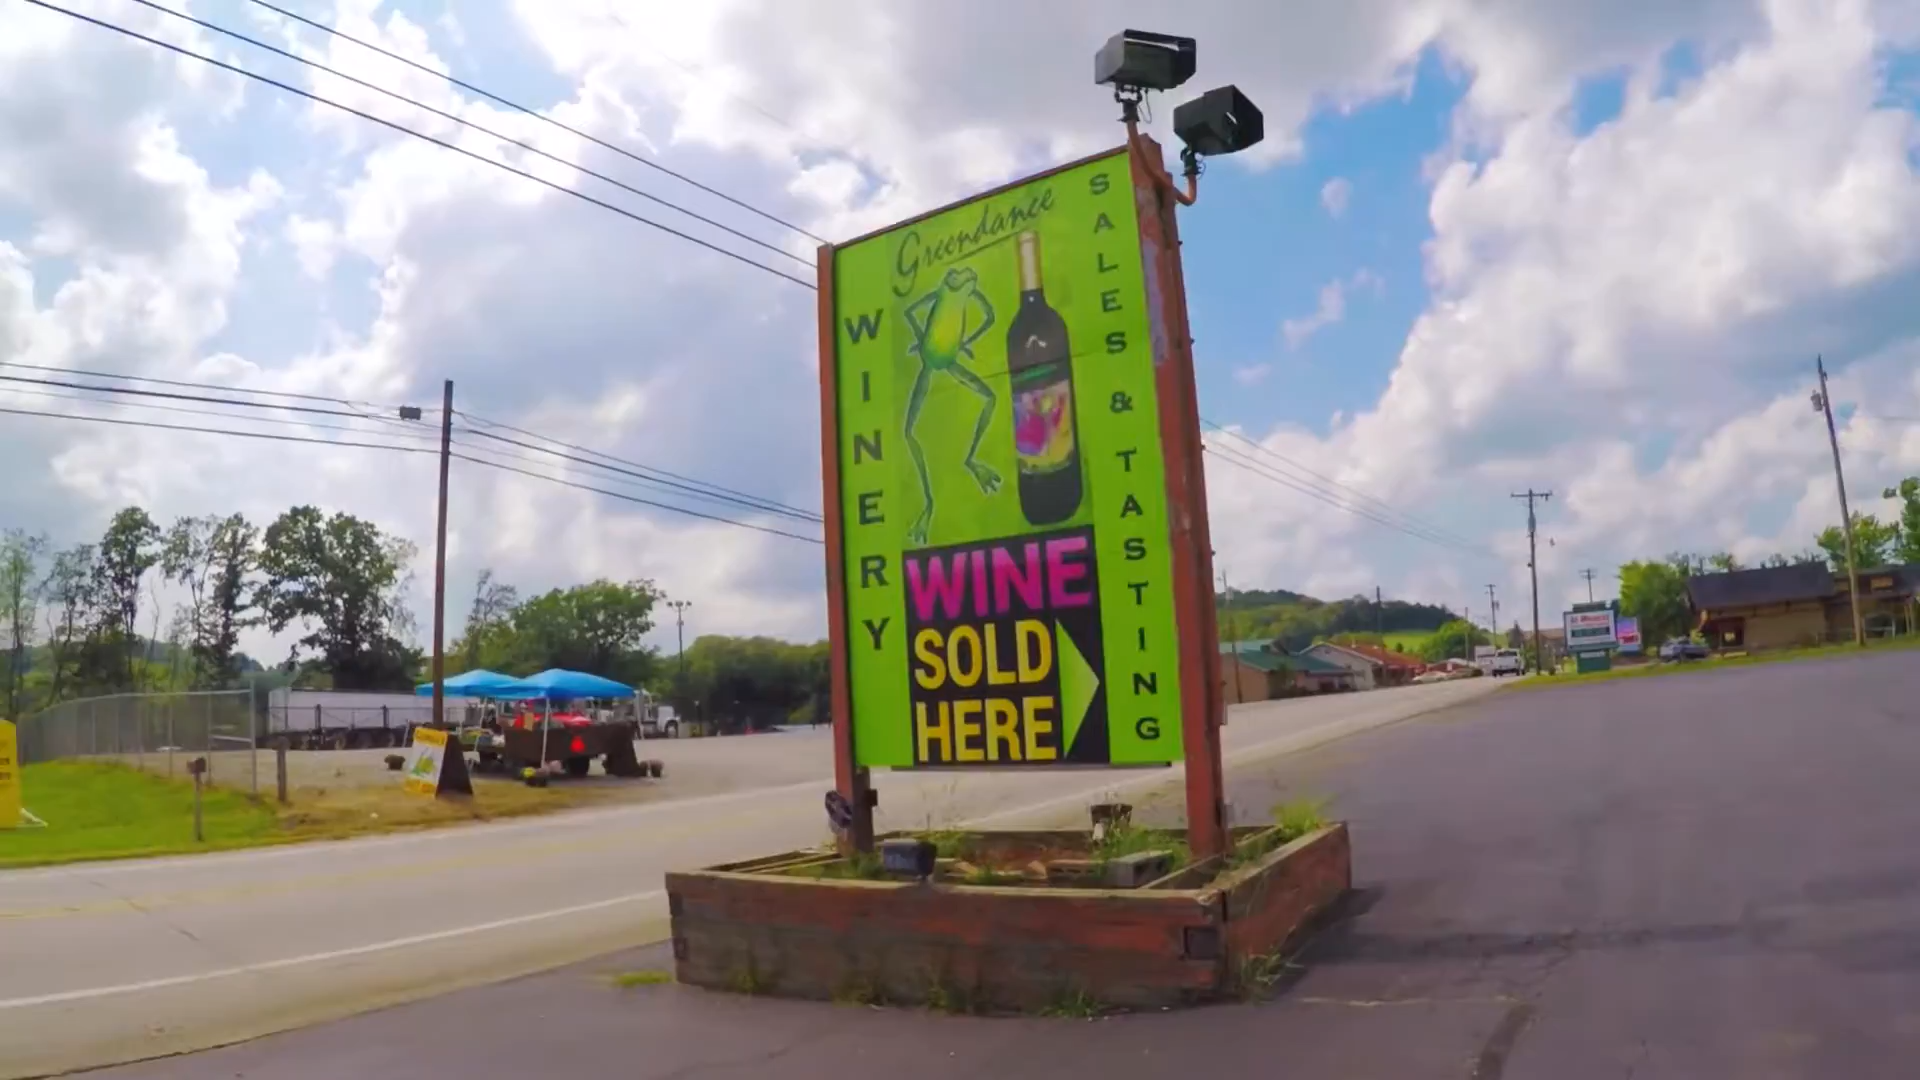 Greendance
WINERY
SALES & TASTING
WINE
SOLD
HERE